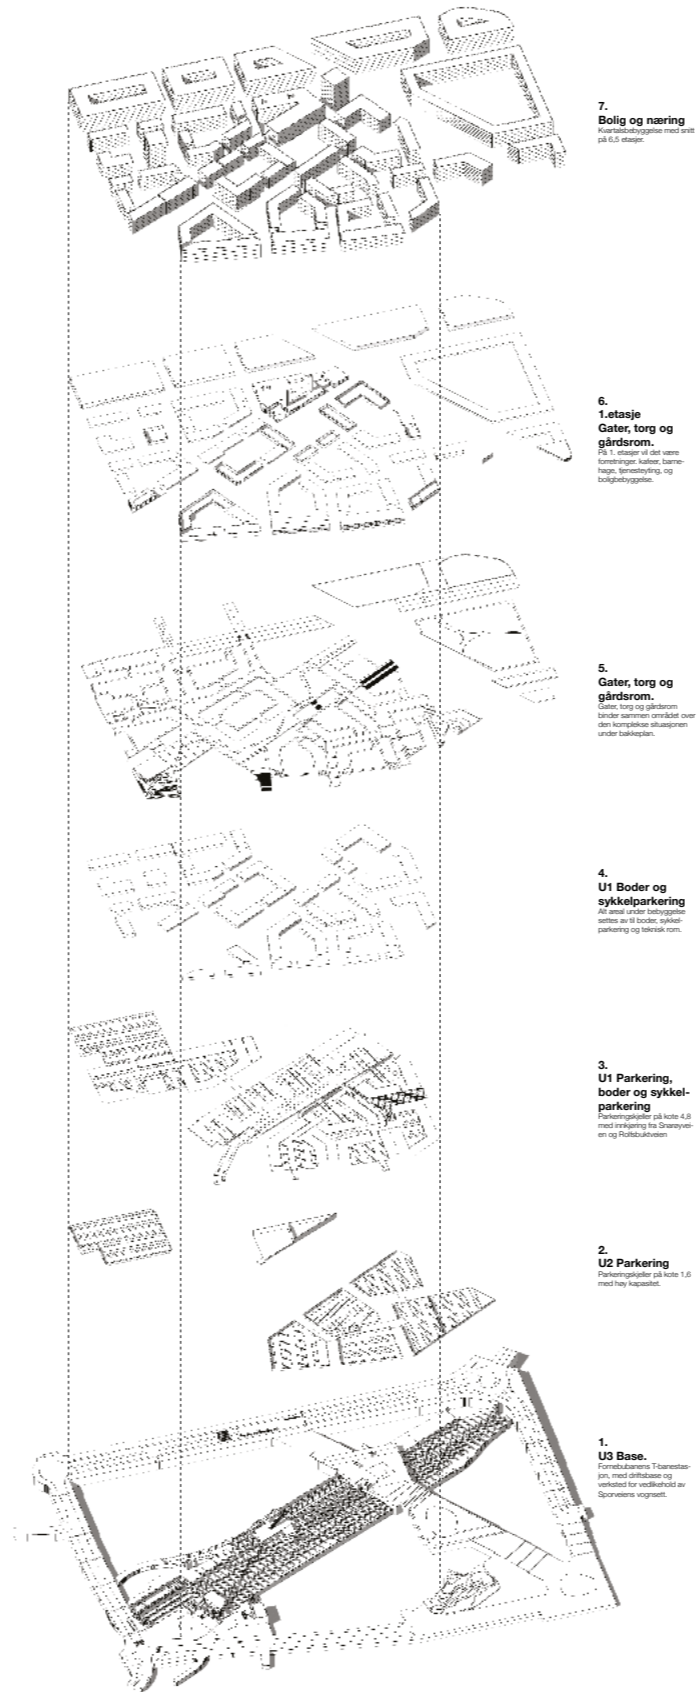 7.
Bolig og næring
Kvartalsbebyggelse med snitt
på 6,5 etasjer.
6.
1.etasje
Gater, torg og
gårdsrom.
På 1. etasjer vil det være
forretninger. kafeer, barne-
hage, tjenesteyting, og
boligbebyggelse.
5.
Gater, torg og
gårdsrom.
Gater, torg og gårdsrom
binder sammen området over
den komplekse situasjonen
under bakkeplan.
4.
U1 Boder og
sykkelparkering
Alt areal under bebyggelse
settes av til boder, sykkel-
parkering og teknisk rom.
3.
U1 Parkering,
boder og sykkel-
parkering
Parkeringskjeller på kote 4,8
med innkjøring fra Snarøyvei-
en og Rolfsbuktveien
2.
U2 Parkering
Parkeringskjeller på kote 1,6
med høy kapasitet.
1.
U3 Base.
Fornebubanens T-banestas-
jon, med driftsbase og
verksted for vedlikehold av
Sporveiens vognsett.